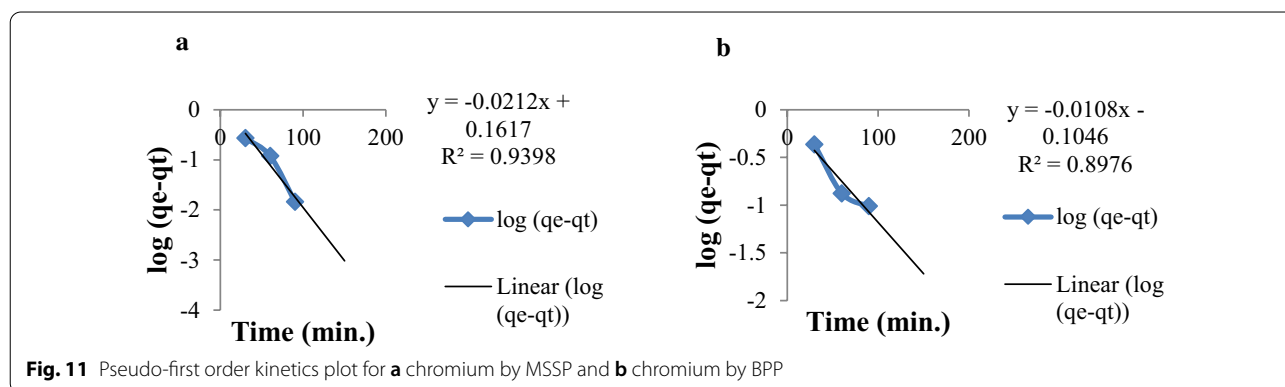 a
0
-1
-2
-3
-4
0 100 200
log (qe-qt)
Time (min.)
y = -0.0212x +
0.1617
R² = 0.9398
log (qe-qt)
Linear (log
(qe-qt))
b
0
-0.5
-1
-1.5
-2
0 100 200
log (qe-qt)
Time (min.)
y = -0.0108x -
0.1046
R² = 0.8976
log (qe-qt)
Linear (log
(qe-qt))
Fig. 11 Pseudo-first order kinetics plot for a chromium by MSSP and b chromium by BPP